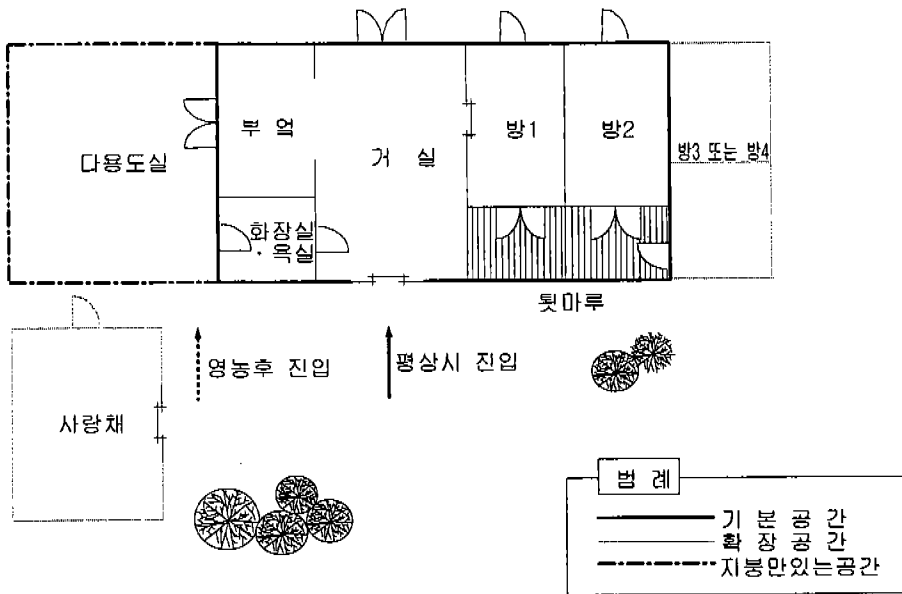 부 엌
방1
방2
다용도실
거 실
방3 또는 방4
화장실
· 욕실
툇마루
영농후 진입
평상시 진입
사랑채
범 례
기 본 공 간
확 장 공 간
지붕만있는공간